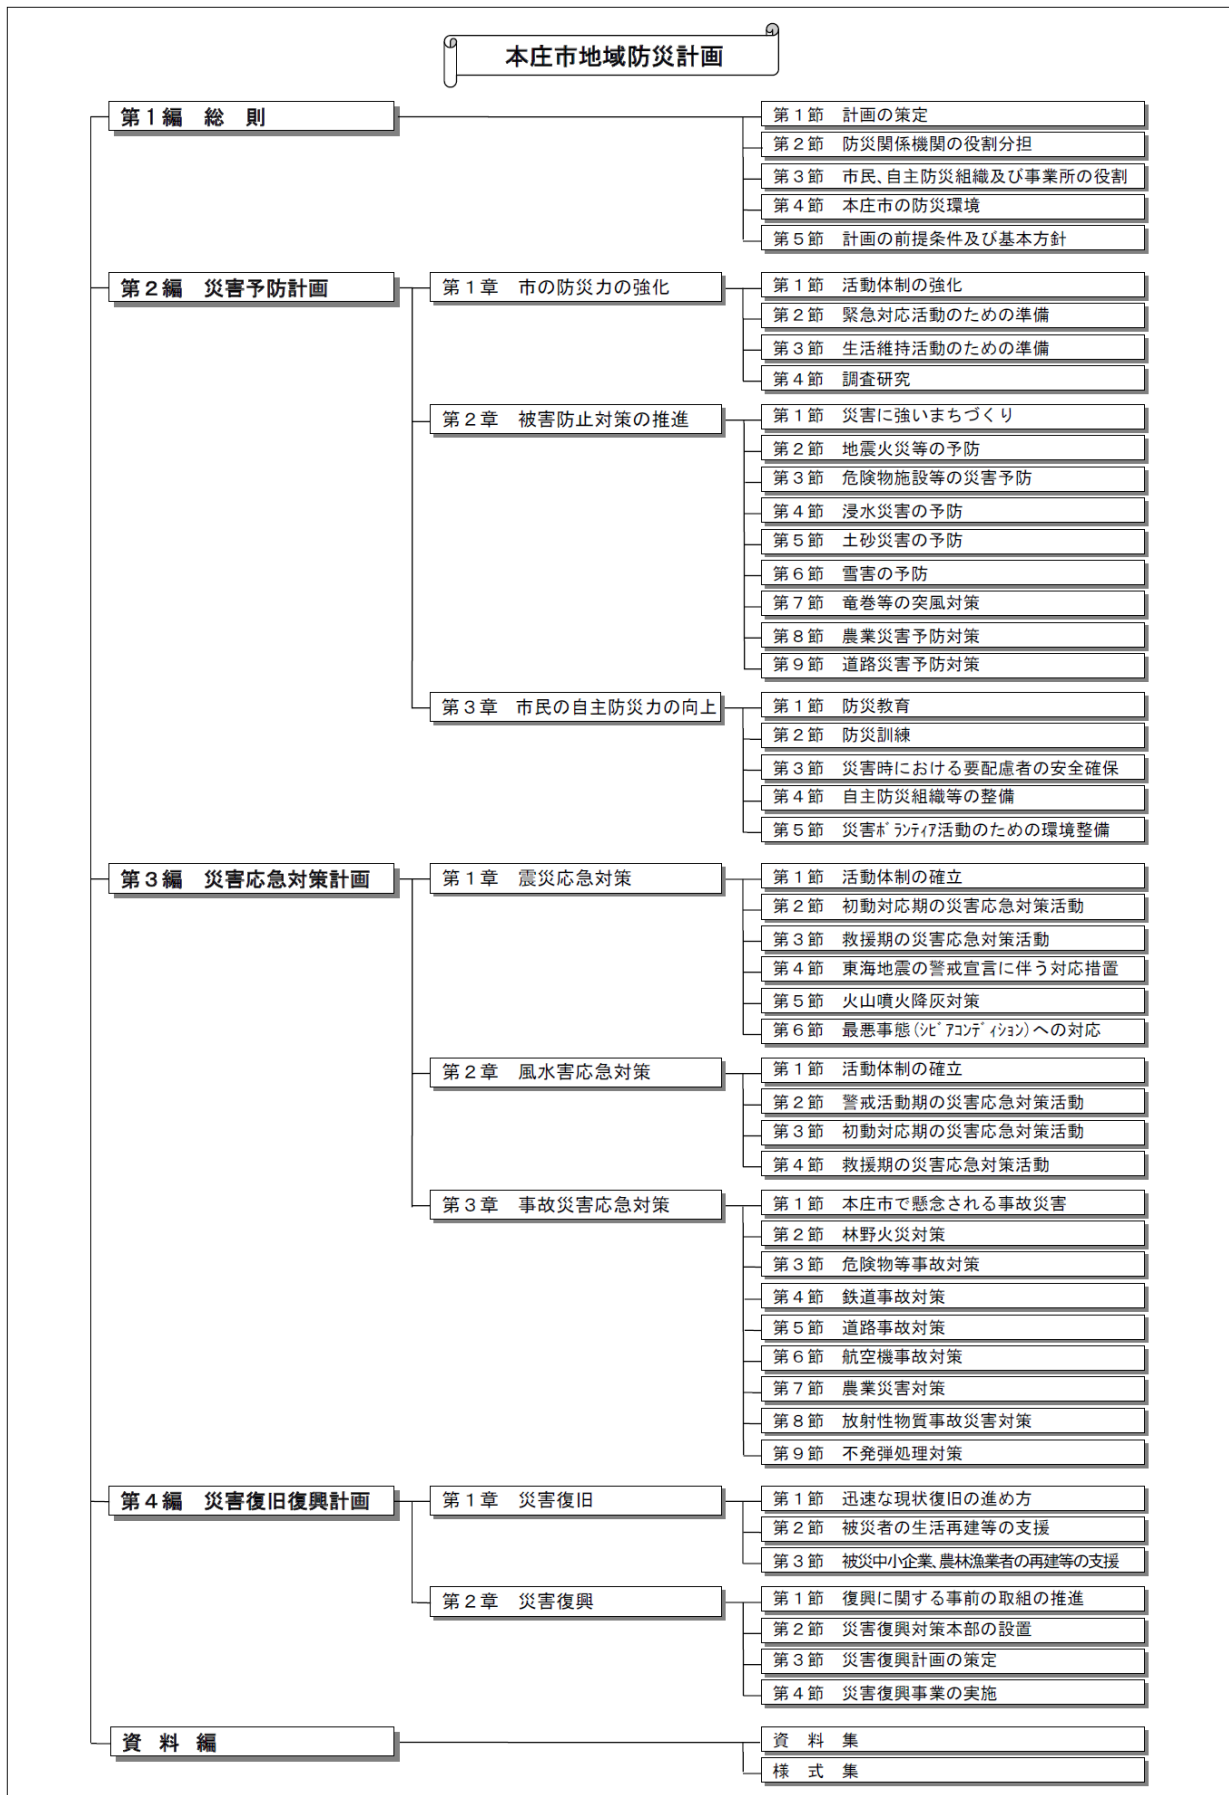 本庄市地域防災計画
第１編　総　則
第１節　計画の策定
第２節　防災関係機関の役割分担
第３節　市民、自主防災組織及び事業所の役割
第４節　本庄市の防災環境
第５節　計画の前提条件及び基本方針
第２編　災害予防計画
第１章　市の防災力の強化
第１節　活動体制の強化
第２節　緊急対応活動のための準備
第３節　生活維持活動のための準備
第４節　調査研究
第２章　被害防止対策の推進
第１節　災害に強いまちづくり
第２節　地震火災等の予防
第３節　危険物施設等の災害予防
第４節　浸水災害の予防
第５節　土砂災害の予防
第６節　雪害の予防
第７節　竜巻等の突風対策
第８節　農業災害予防対策
第９節　道路災害予防対策
第３章　市民の自主防災力の向上
第１節　防災教育
第２節　防災訓練
第３節　災害時における要配慮者の安全確保
第４節　自主防災組織等の整備
第５節　災害ﾎﾞﾗﾝﾃｨｱ活動のための環境整備
第３編　災害応急対策計画
第１章　震災応急対策
第１節　活動体制の確立
第２節　初動対応期の災害応急対策活動
第３節　救援期の災害応急対策活動
第４節　東海地震の警戒宣言に伴う対応措置
第５節　火山噴火降灰対策
第６節　最悪事態(ｼﾋﾞｱｺﾝﾃﾞｨｼｮﾝ)への対応
第２章　風水害応急対策
第１節　活動体制の確立
第２節　警戒活動期の災害応急対策活動
第３節　初動対応期の災害応急対策活動
第４節　救援期の災害応急対策活動
第３章　事故災害応急対策
第１節　本庄市で懸念される事故災害
第２節　林野火災対策
第３節　危険物等事故対策
第４節　鉄道事故対策
第５節　道路事故対策
第６節　航空機事故対策
第７節　農業災害対策
第８節　放射性物質事故災害対策
第９節　不発弾処理対策
第４編　災害復旧復興計画
第１章　災害復旧
第１節　迅速な現状復旧の進め方
第２節　被災者の生活再建等の支援
第３節　被災中小企業、農林漁業者の再建等の支援
第２章　災害復興
第１節　復興に関する事前の取組の推進
第２節　災害復興対策本部の設置
第３節　災害復興計画の策定
第４節　災害復興事業の実施
資　料　編
資　料　集
様　式　集